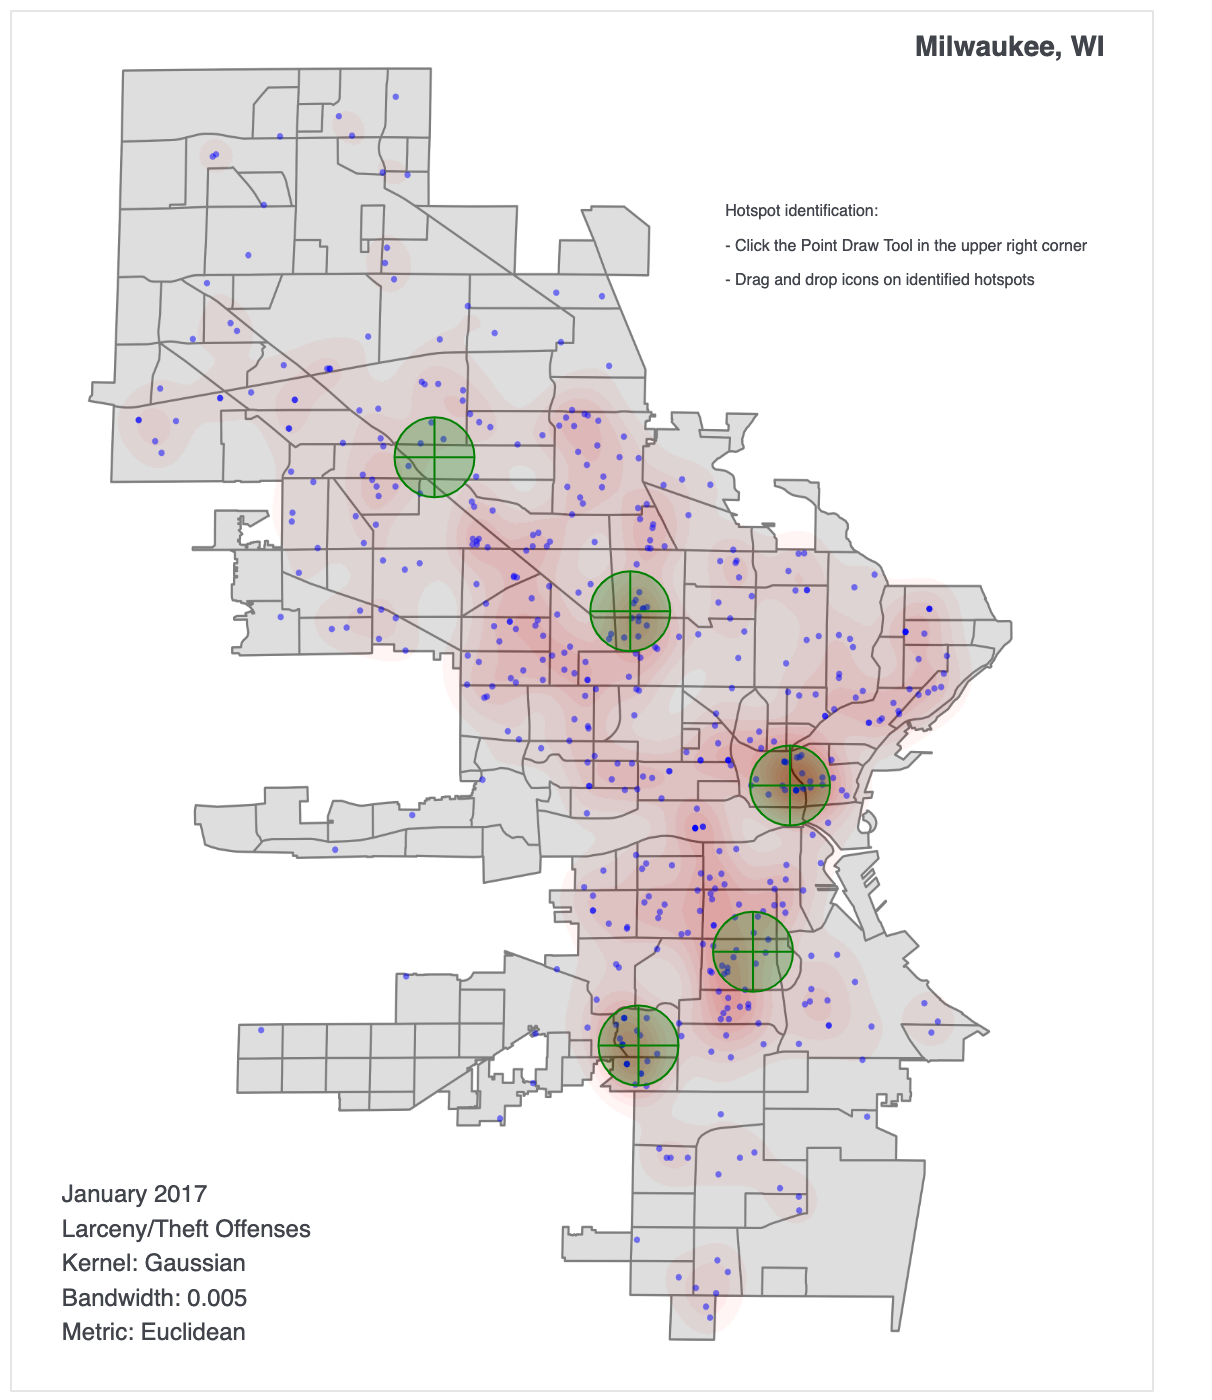 Milwaukee, WI
Hotspot identification:
- Click the Point Draw Tool in the upper right corner
- Drag and drop icons on identified hotspots
January 2017
Larceny/Theft Offenses
Kernel: Gaussian
Bandwidth: 0.005
Metric: Euclidean